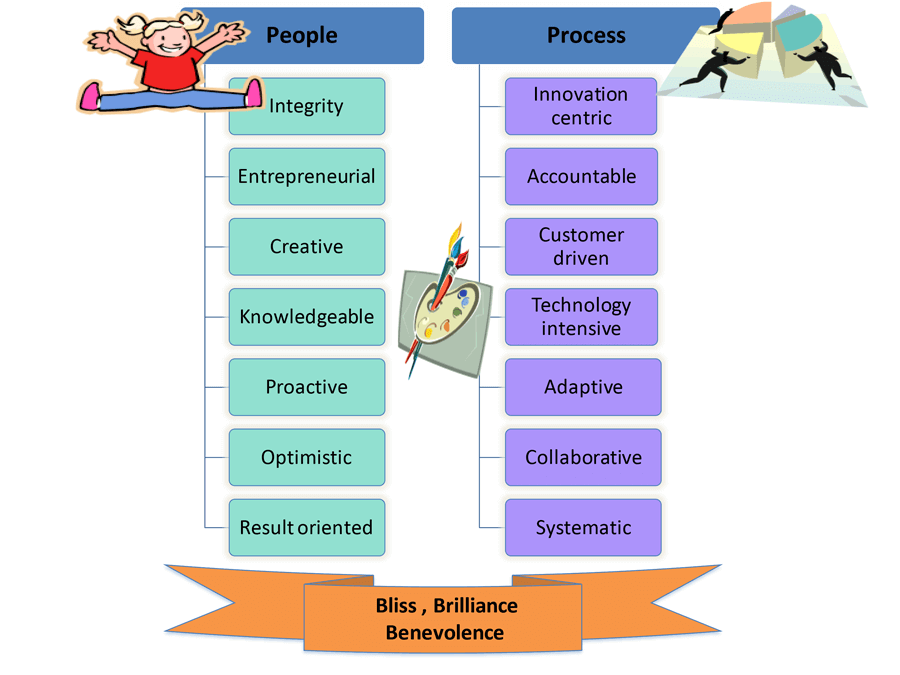 People
Integrity
Entrepreneurial
Creative
Knowledgeable
Proactive
Optimistic
Result oriented
Process
Innovation
centric
Accountable
Customer
driven
Technology
intensive
Adaptive
Collaborative
Systematic
Bliss , Brilliance
Benevolence